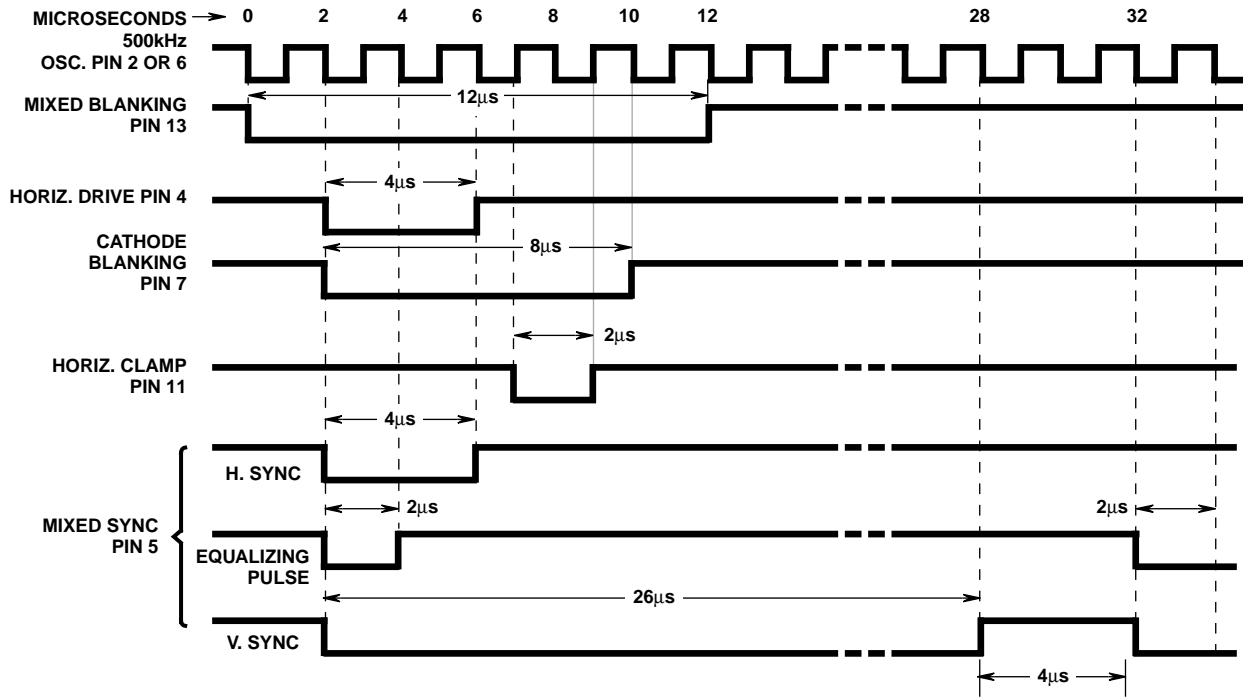 MICROSECONDS 0 2 4 6 8 10 12 28 32
500kHz
OSC. PIN 2 OR 6
12µs
MIXED BLANKING
PIN 13
4µs
HORIZ. DRIVE PIN 4
CATHODE
BLANKING
PIN 7
8µs
2µs
HORIZ. CLAMP
PIN 11
4µs
H. SYNC
2µs 2µs
MIXED SYNC
PIN 5
EQUALIZING
PULSE
26µs
V. SYNC
4µs